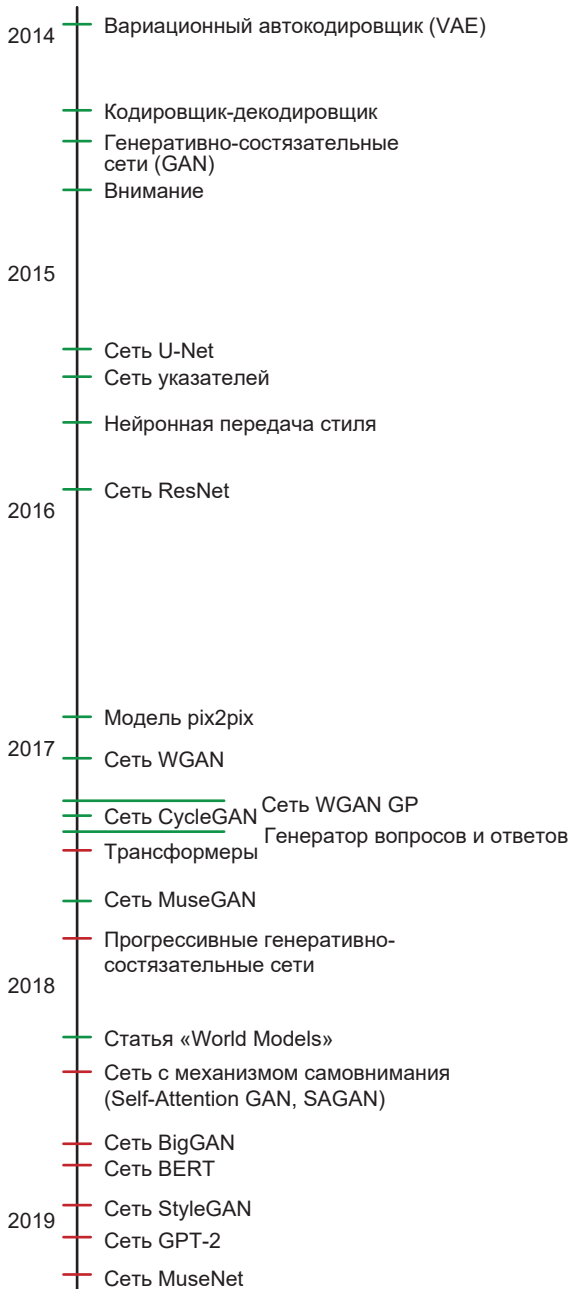 2014
Вариационный автокодировщик (VAE)
Кодировщик-декодировщик
Генеративно-состязательные
сети (GAN)
Внимание
2015
Сеть U-Net
Сеть указателей
Нейронная передача стиля
Сеть ResNet
2016
Модель pix2pix
2017
Сеть WGAN
Сеть WGAN GP
Сеть CycleGAN
Генератор вопросов и ответов
Трансформеры
Сеть MuseGAN
Прогрессивные генеративно-
состязательные сети
2018
Статья «World Models»
Сеть с механизмом самовнимания
(Self-Attention GAN, SAGAN)
Сеть BigGAN
Сеть BERT
Сеть StyleGAN
2019
Сеть GPT-2
Сеть MuseNet